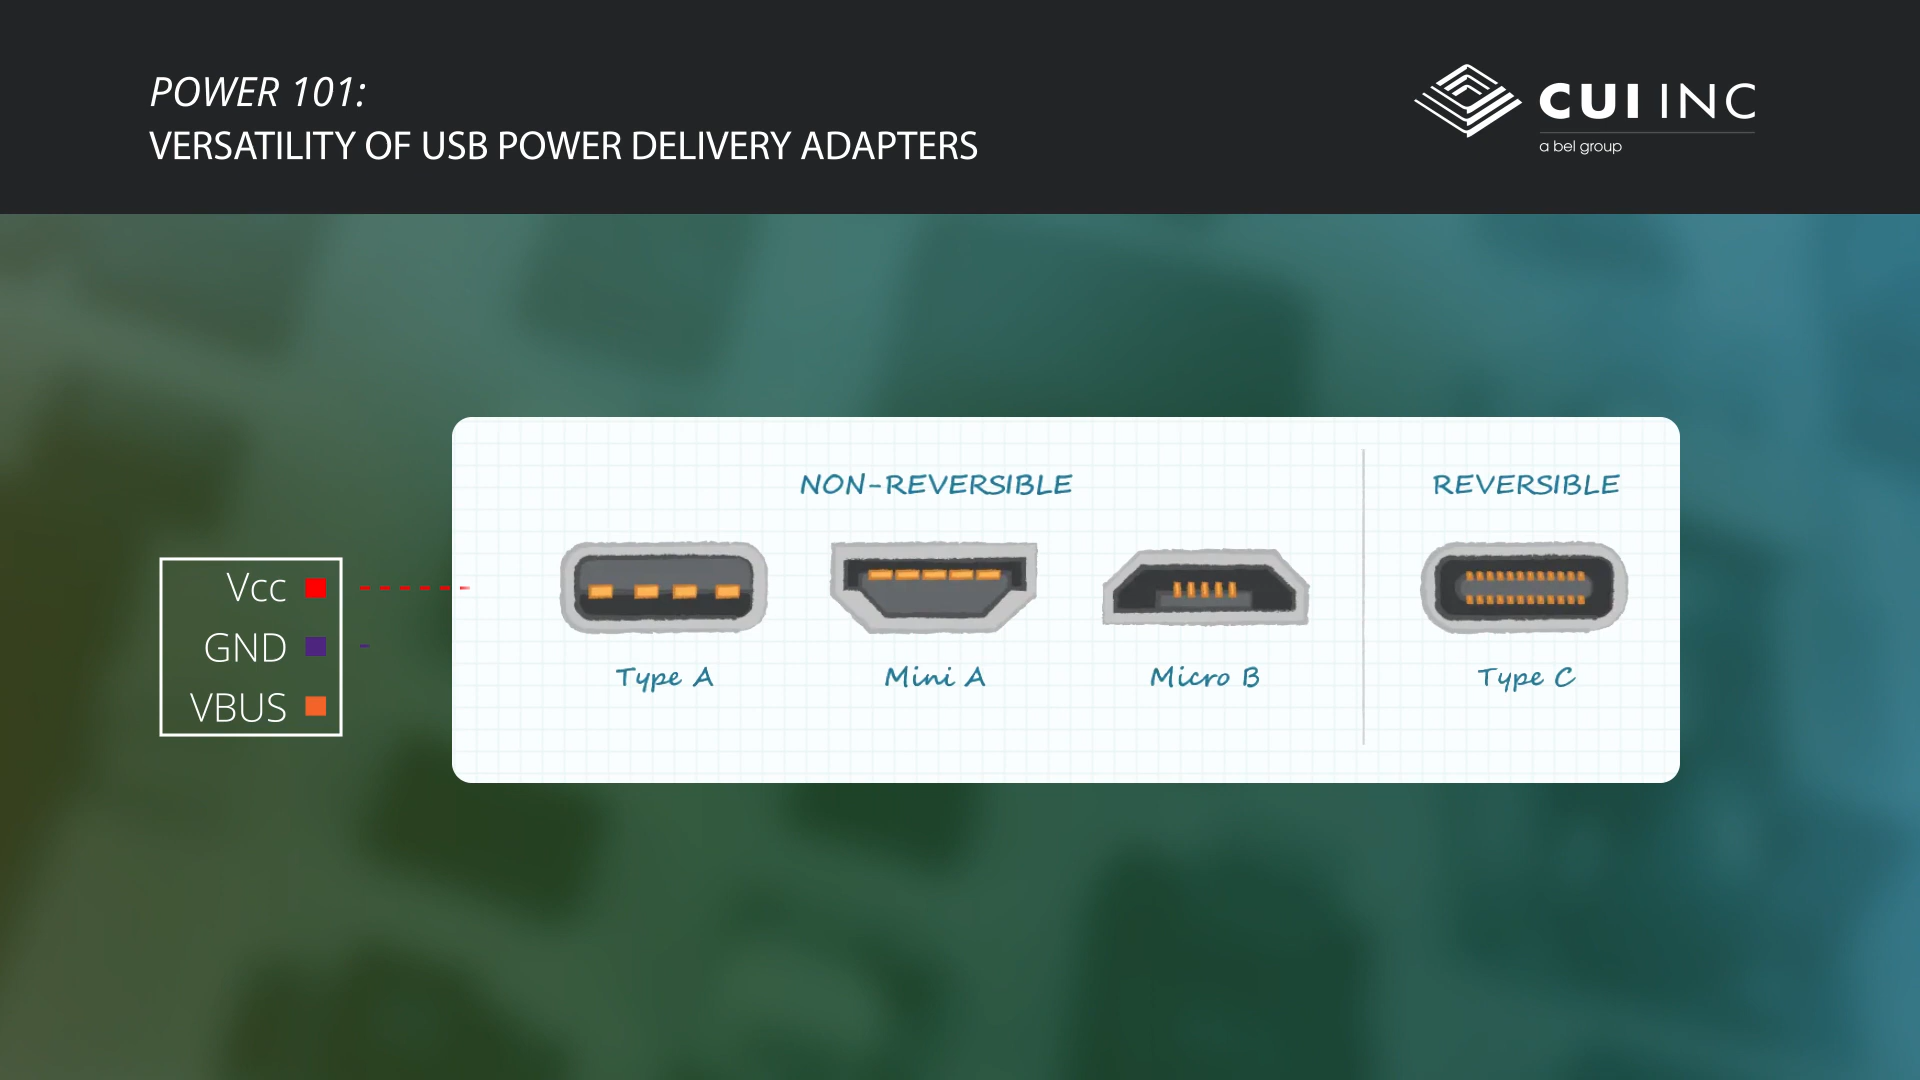 POWER 101:
VERSATILITY OF USB POWER DELIVERY ADAPTERS
CUI INC
a bel group
NON-REVERSIBLE
REVERSIBLE
Vcc
GND
VBUS
Type A
Mini A
Micro B
Type C